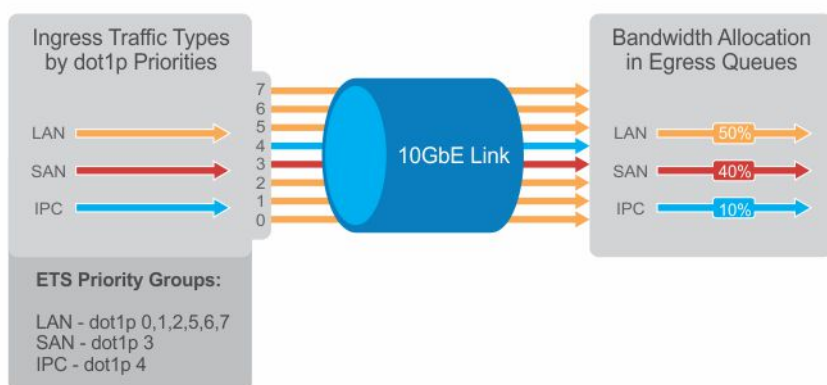 Ingress Traffic Types
by dot1p Priorities
LAN
SAN
IPC
7
6
5
4
3
2
1
0
10GbE Link
Bandwidth Allocation
in Egress Queues
LAN 50%
SAN 40%
IPC 10%
ETS Priority Groups:
LAN - dot1p 0,1,2,5,6,7
SAN - dot1p 3
IPC - dot1p 4